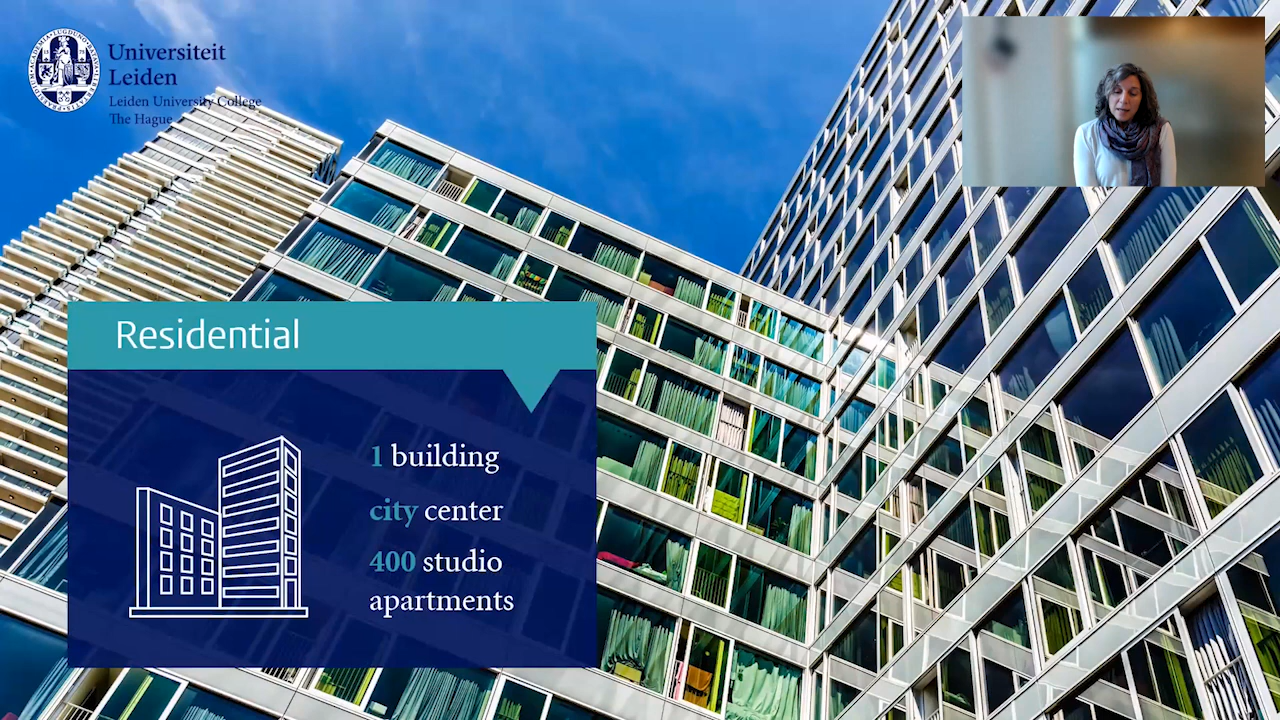 Universiteit
Leiden
Leiden University College
The Hague
Residential
1 building
city center
400 studio
apartments